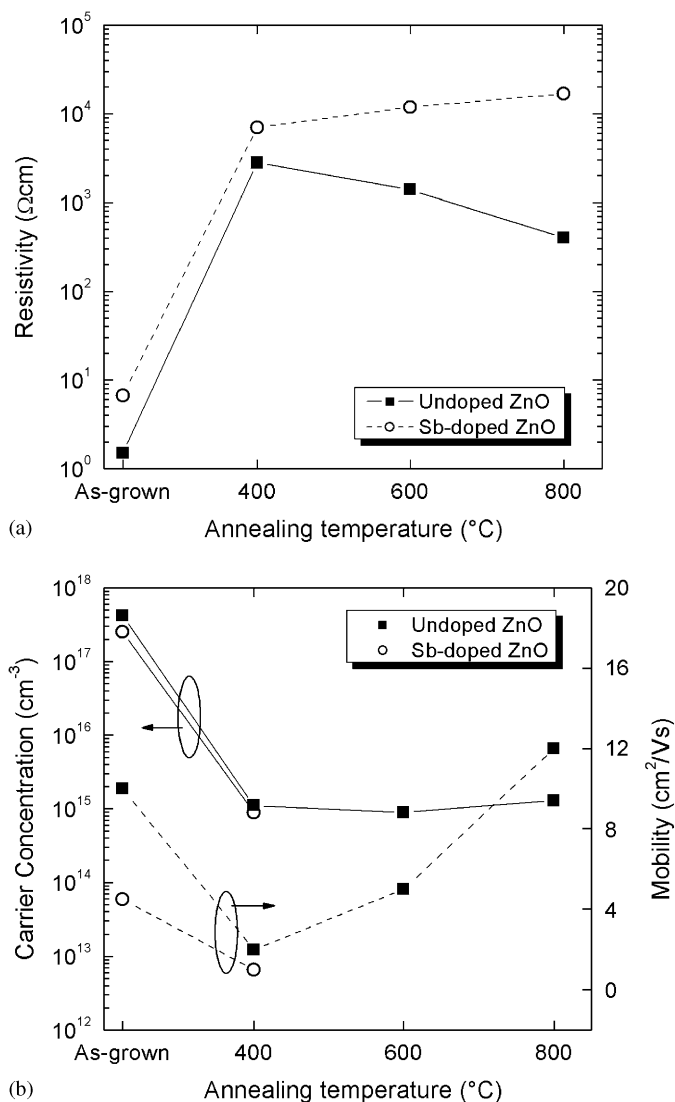 10^5
10^4
10^3
10^2
10^1
10^0
Resistivity (Ωcm)
Undoped ZnO
Sb-doped ZnO
As-grown 400 600 800
(a) Annealing temperature (°C)
10^18
10^17
10^16
10^15
10^14
10^13
10^12
Carrier Concentration (cm^-3)
Undoped ZnO
Sb-doped ZnO
20
16
12
8
4
0
Mobility (cm^2/Vs)
As-grown 400 600 800
(b) Annealing temperature (°C)